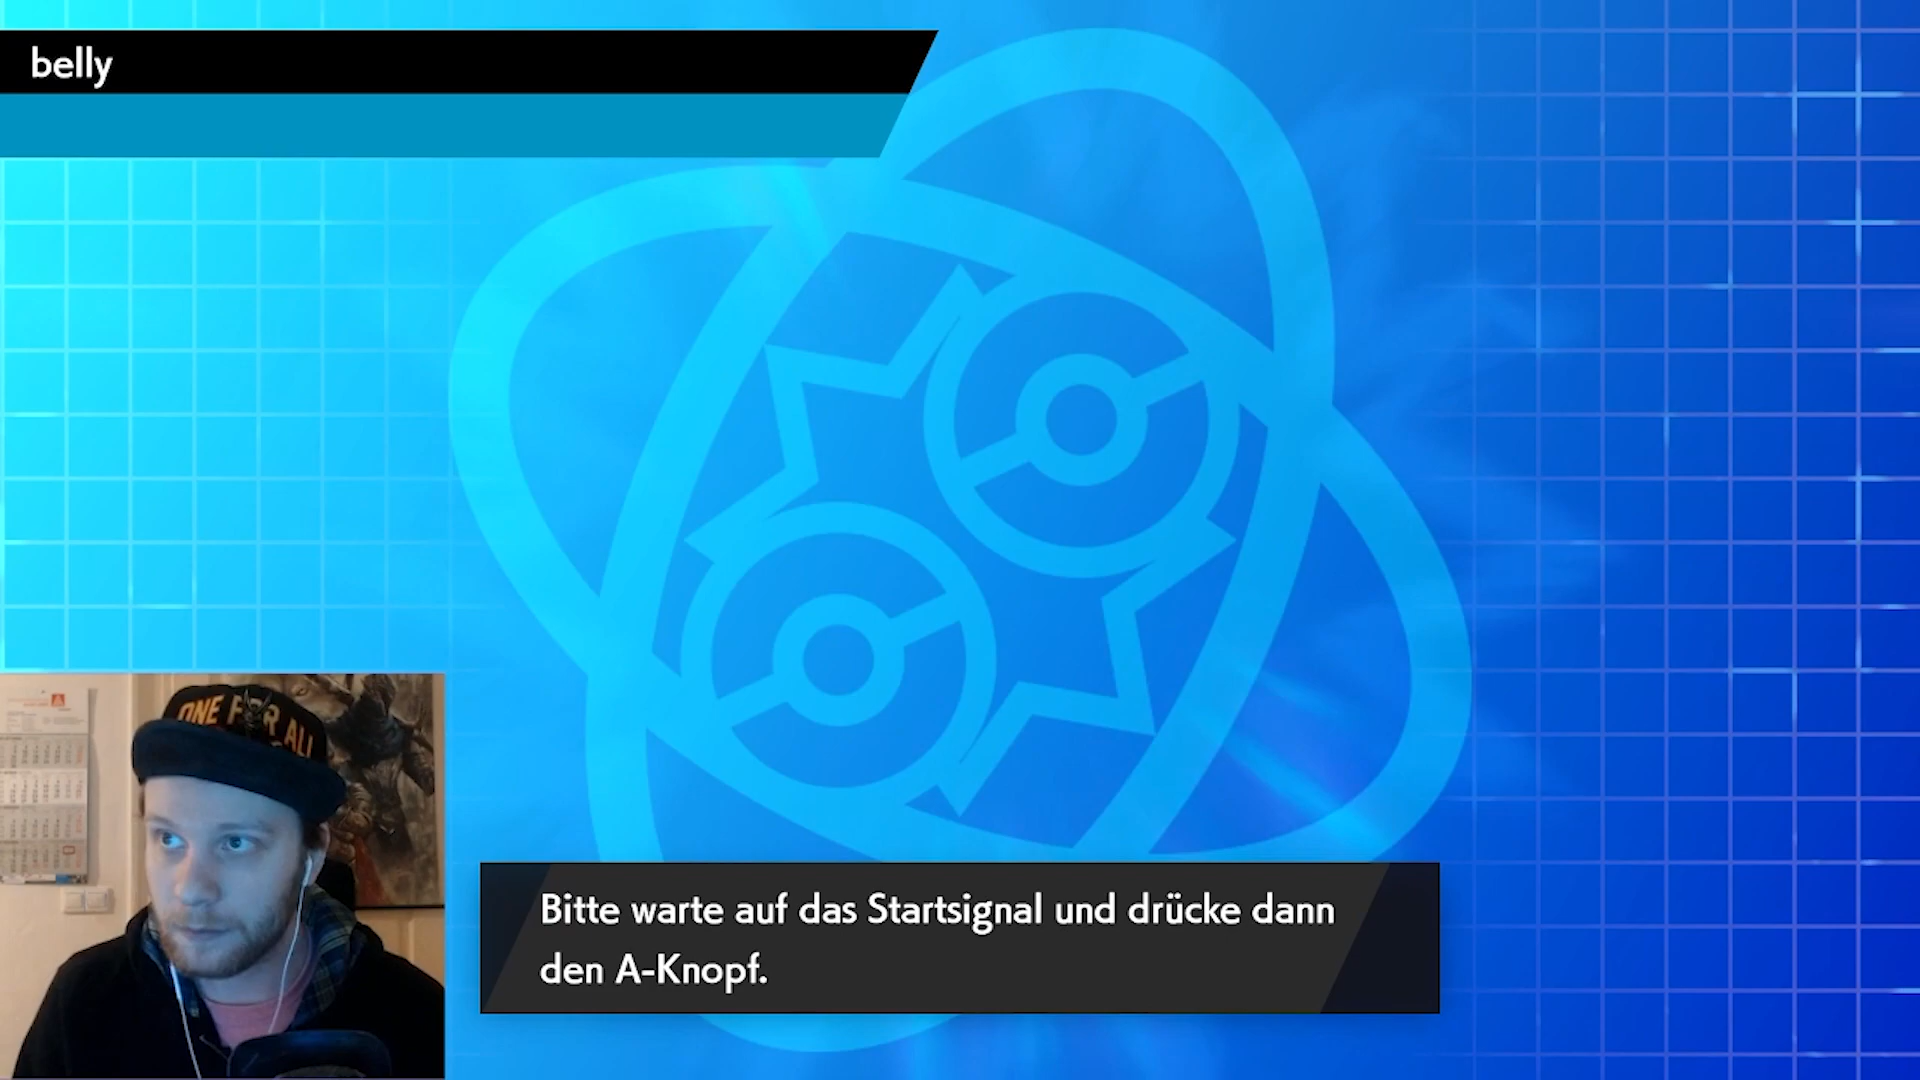 belly
ONE FOR ALL
Bitte warte auf das Startsignal und drücke dann
den A-Knopf.